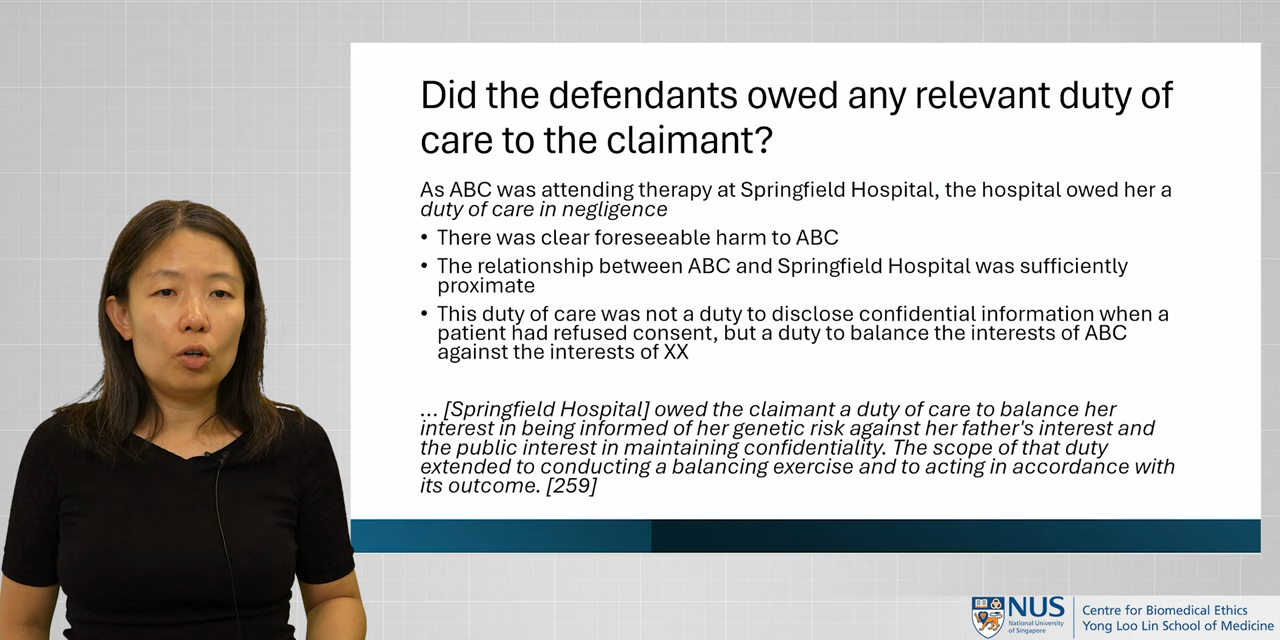 Did the defendants owed any relevant duty of
care to the claimant?
As ABC was attending therapy at Springfield Hospital, the hospital owed her a
duty of care in negligence
• There was clear foreseeable harm to ABC
• The relationship between ABC and Springfield Hospital was sufficiently
proximate
• This duty of care was not a duty to disclose confidential information when a
patient had refused consent, but a duty to balance the interests of ABC
against the interests of XX
... [Springfield Hospital] owed the claimant a duty of care to balance her
interest in being informed of her genetic risk against her father's interest and
the public interest in maintaining confidentiality. The scope of that duty
extended to conducting a balancing exercise and to acting in accordance with
its outcome. [259]
NUS
National University
of Singapore
Centre for Biomedical Ethics
Yong Loo Lin School of Medicine